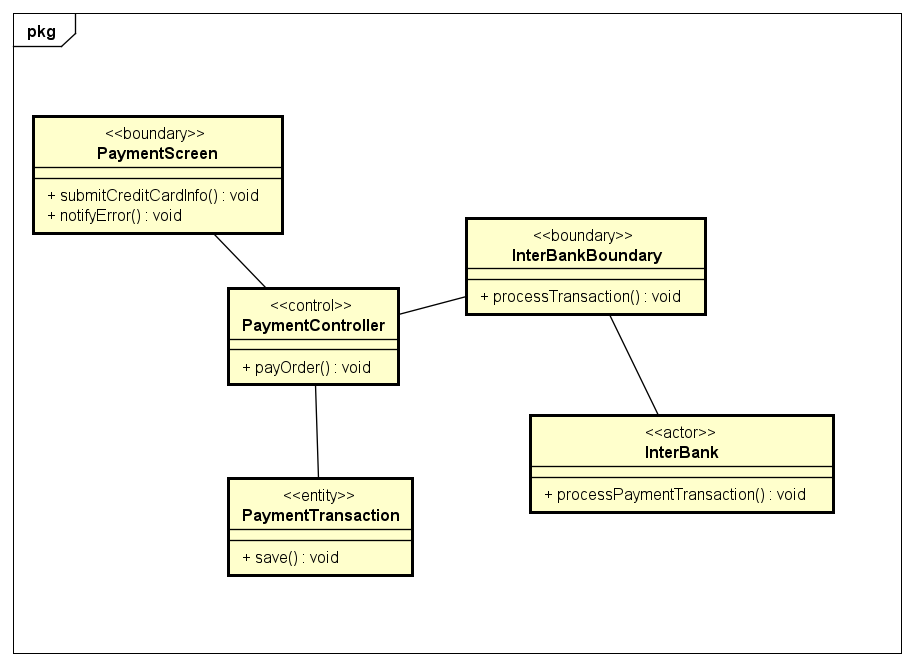 pkg
<<boundary>>
PaymentScreen
+ submitCreditCardInfo() : void
+ notifyError() : void
<<boundary>>
InterBankBoundary
+ processTransaction() : void
<<control>>
PaymentController
+ payOrder() : void
<<actor>>
InterBank
+ processPaymentTransaction() : void
<<entity>>
PaymentTransaction
+ save() : void